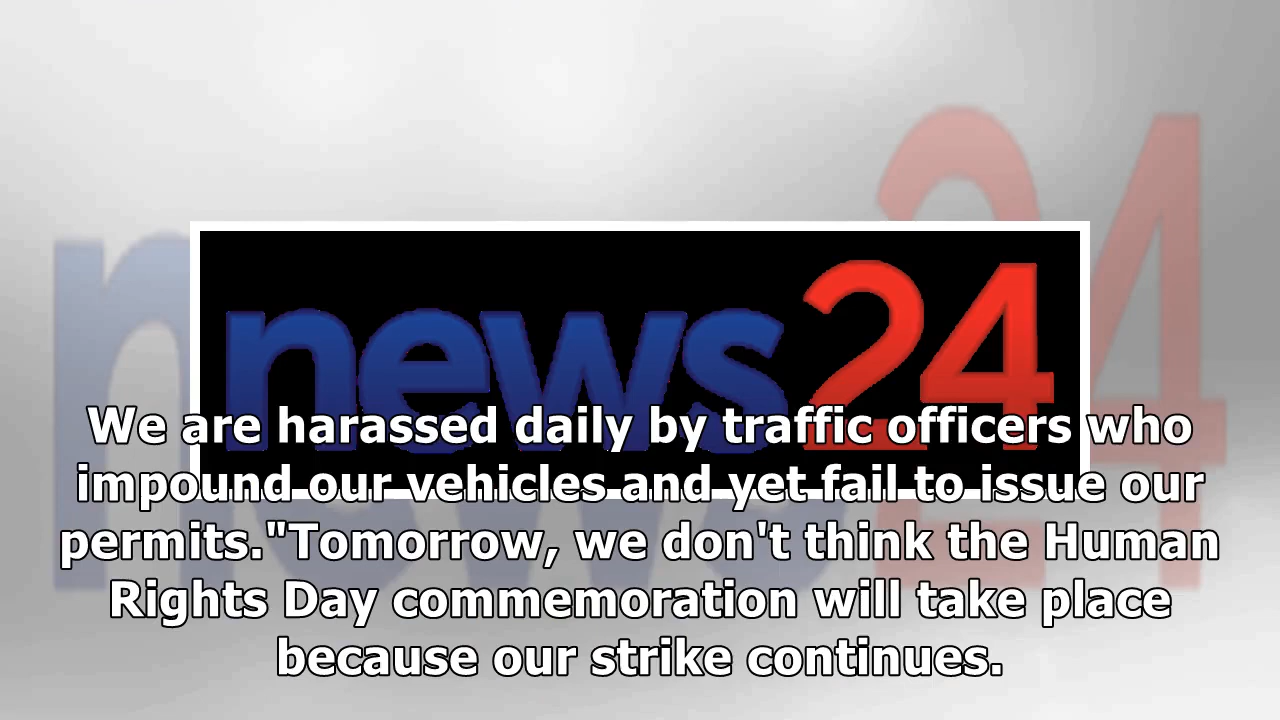 news24
We are harassed daily by traffic officers who
impound our vehicles and yet fail to issue our
permits."Tomorrow, we don't think the Human
Rights Day commemoration will take place
because our strike continues.